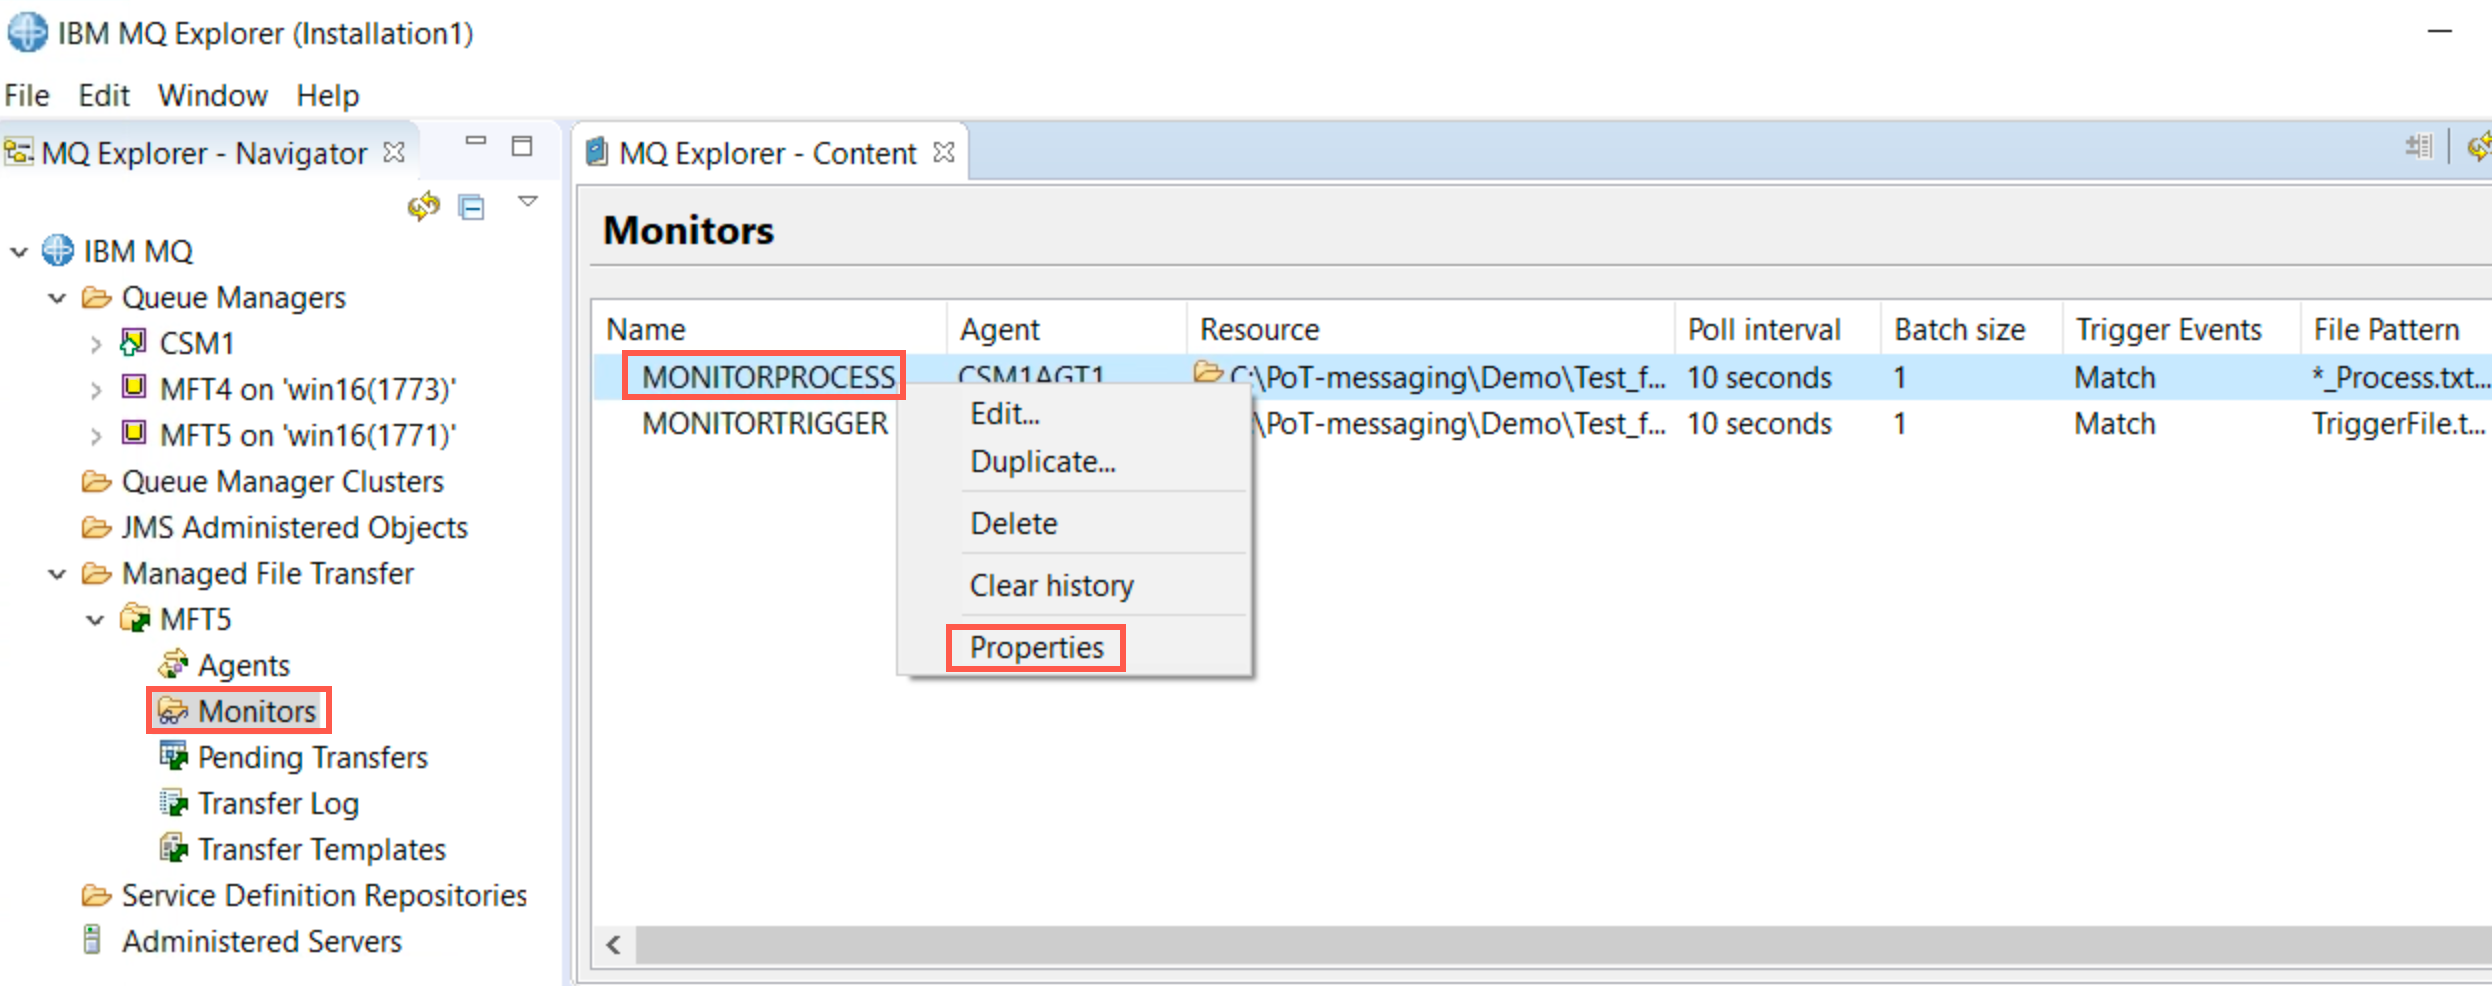 IBM MQ Explorer (Installation1)
File Edit Window Help
MQ Explorer - Navigator
IBM MQ
Queue Managers
CSM1
MFT4 on 'win16(1773)'
MFT5 on 'win16(1771)'
Queue Manager Clusters
JMS Administered Objects
Managed File Transfer
MFT5
Agents
Monitors
Pending Transfers
Transfer Log
Transfer Templates
Service Definition Repositories
Administered Servers
MQ Explorer - Content
Monitors
Name Agent Resource Poll interval Batch size Trigger Events File Pattern
MONITORPROCESS CSM1AGT1 C:\PoT-messaging\Demo\Test_f... 10 seconds 1 Match *_Process.txt...
MONITORTRIGGER \PoT-messaging\Demo\Test_f... 10 seconds 1 Match TriggerFile.t...
Edit...
Duplicate...
Delete
Clear history
Properties